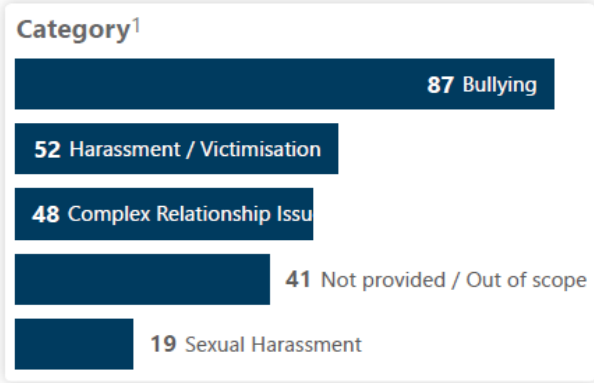 Category¹
87 Bullying
52 Harassment / Victimisation
48 Complex Relationship Issu
41 Not provided / Out of scope
19 Sexual Harassment